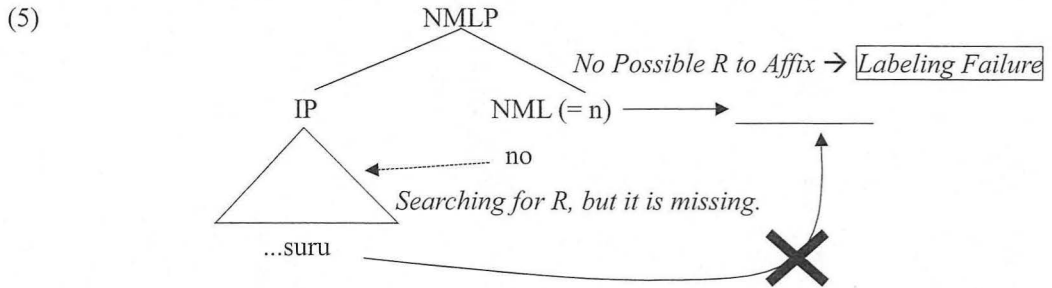 (5)
NMLP
No Possible R to Affix → Labeling Failure
IP
NML (= n)
no
Searching for R, but it is missing.
...suru